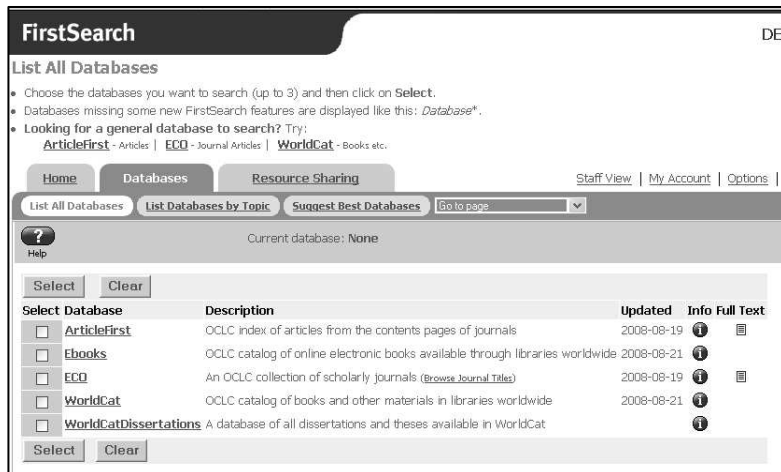 FirstSearch DE
List All Databases
• Choose the databases you want to search (up to 3) and then click on Select.
• Databases missing some new FirstSearch features are displayed like this: Database*.
• Looking for a general database to search? Try:
ArticleFirst - Articles | ECO - Journal Articles | WorldCat - Books etc.
Home Databases Resource Sharing Staff View | My Account | Options |
List All Databases List Databases by Topic Suggest Best Databases Go to page
? Current database: None
Help
Select Clear
Select Database Description Updated Info Full Text
ArticleFirst OCLC index of articles from the contents pages of journals 2008-08-19
Ebooks OCLC catalog of online electronic books available through libraries worldwide 2008-08-21
ECO An OCLC collection of scholarly journals (Browse Journal Titles) 2008-08-19
WorldCat OCLC catalog of books and other materials in libraries worldwide 2008-08-21
WorldCatDissertations A database of all dissertations and theses available in WorldCat
Select Clear